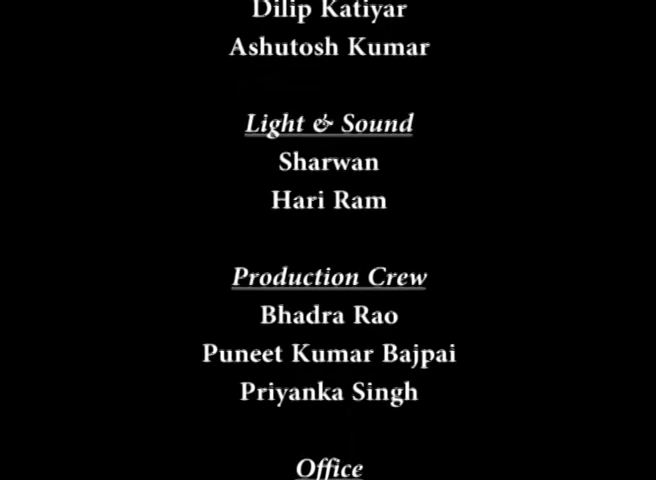 Dilip Katiyar
Ashutosh Kumar
Light & Sound
Sharwan
Hari Ram
Production Crew
Bhadra Rao
Puneet Kumar Bajpai
Priyanka Singh
Office